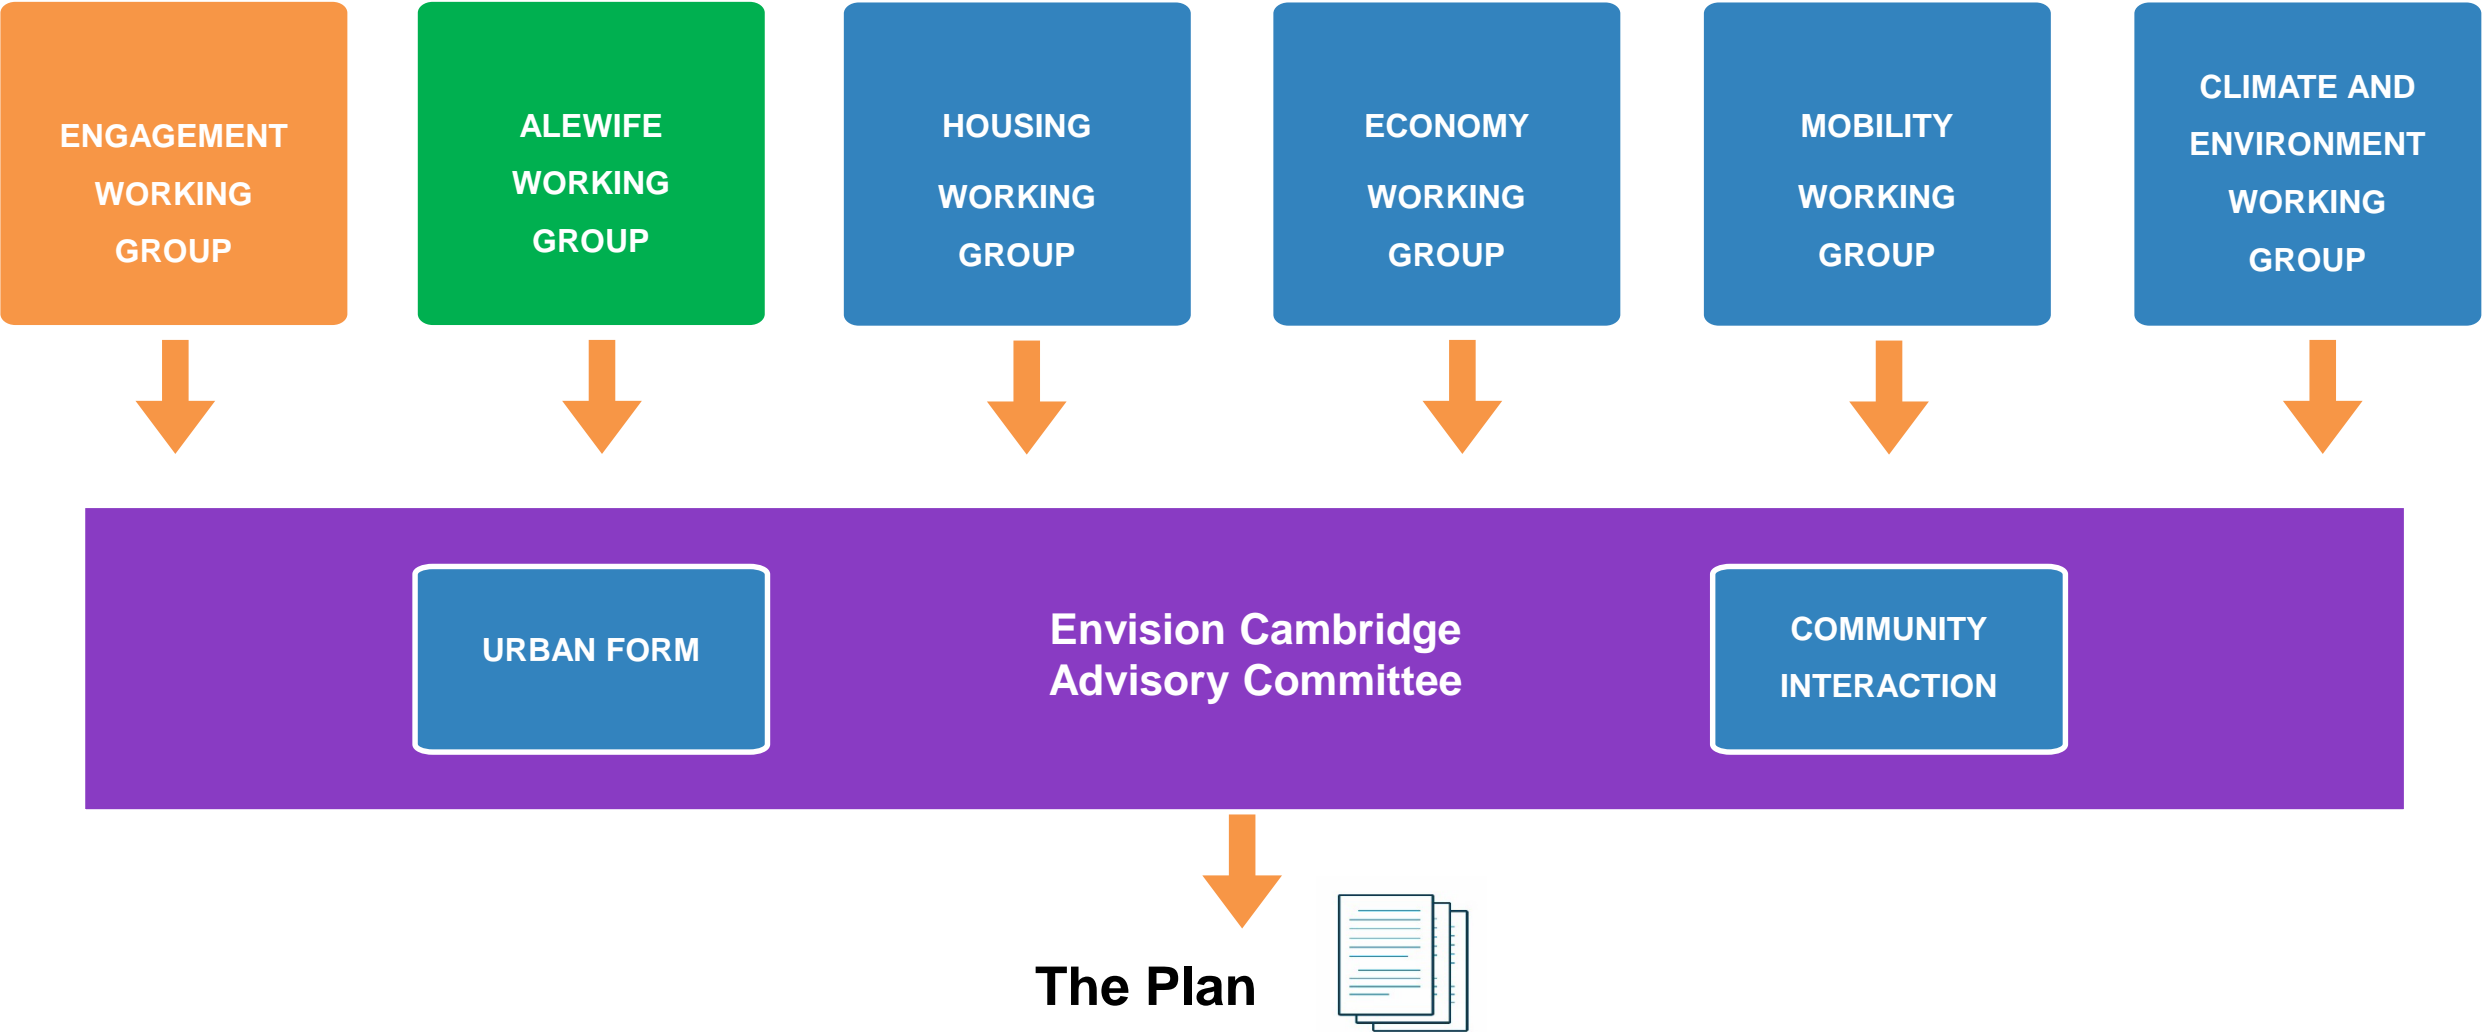 ENGAGEMENT
WORKING
GROUP
ALEWIFE
WORKING
GROUP
HOUSING
WORKING
GROUP
ECONOMY
WORKING
GROUP
MOBILITY
WORKING
GROUP
CLIMATE AND
ENVIRONMENT
WORKING
GROUP
URBAN FORM
Envision Cambridge
Advisory Committee
COMMUNITY
INTERACTION
The Plan